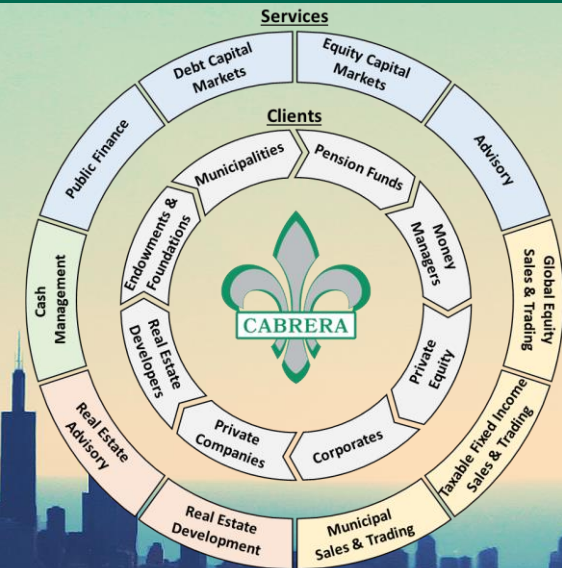 Services
Debt Capital
Markets
Equity Capital
Markets
Advisory
Global Equity
Sales & Trading
Taxable Fixed Income
Sales & Trading
Municipal
Sales & Trading
Real Estate
Development
Real Estate
Advisory
Cash
Management
Public Finance
Clients
Municipalities
Pension Funds
Money
Managers
Private
Equity
Corporates
Private
Companies
Real Estate
Developers
Endowments &
Foundations
CABRERA